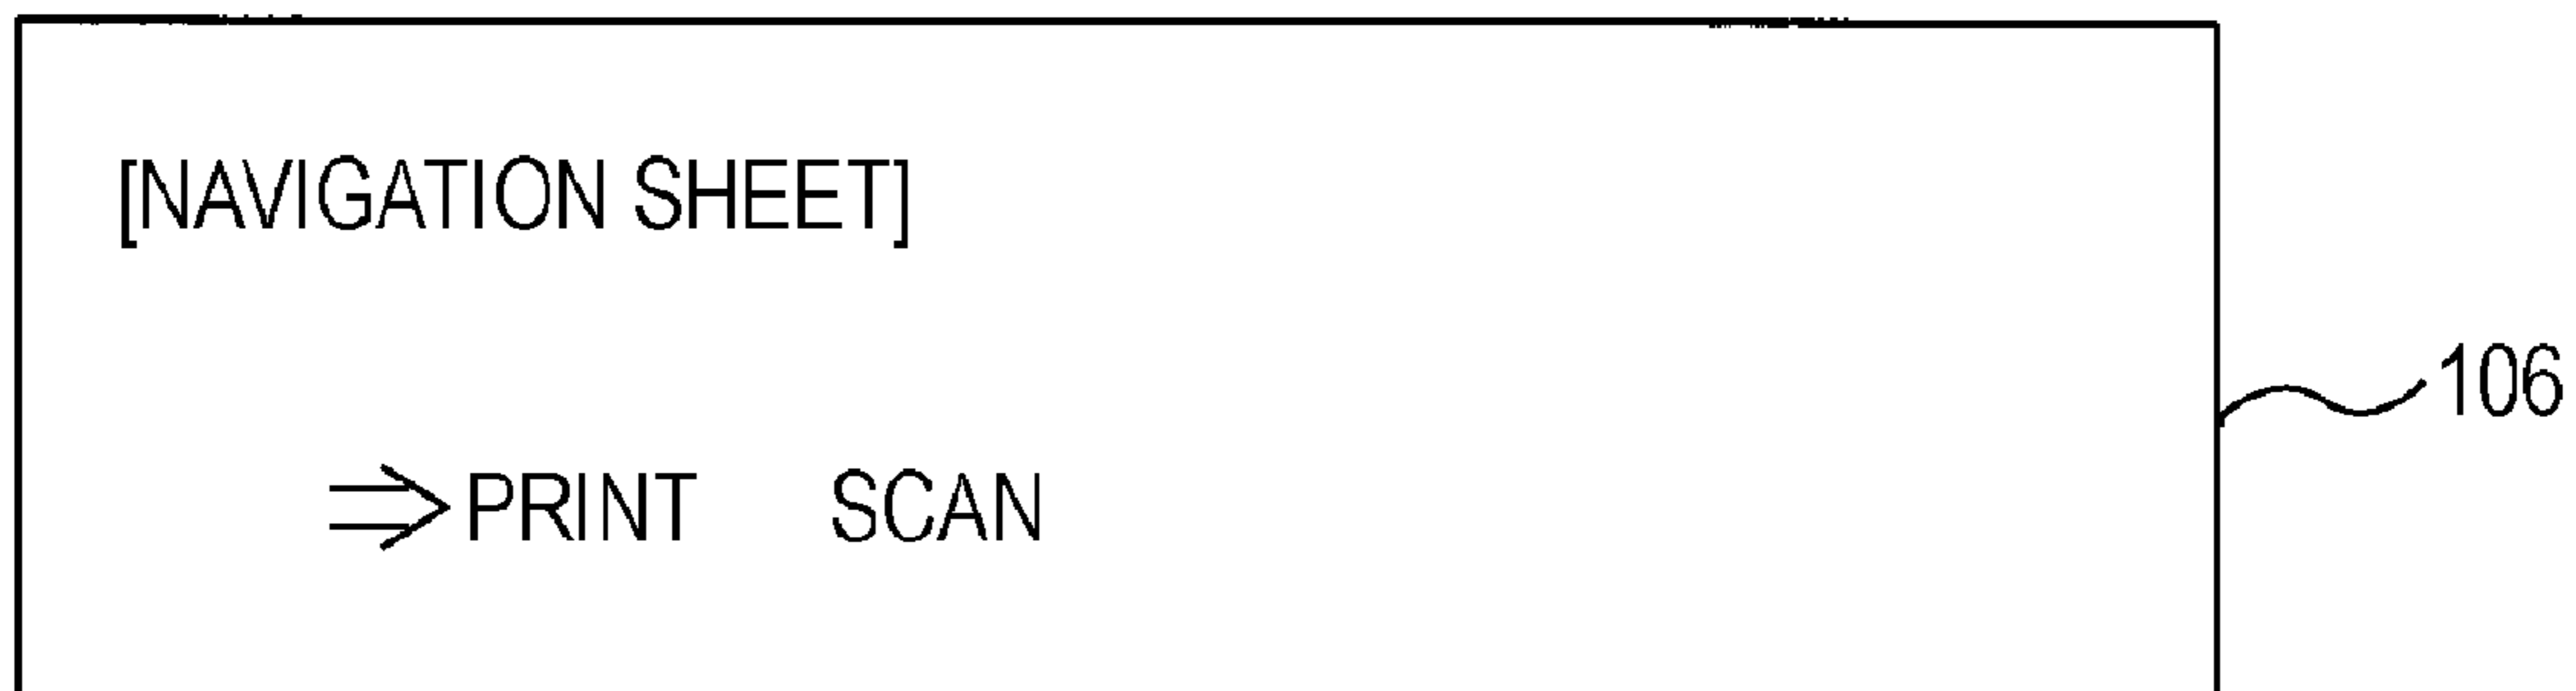 [NAVIGATION SHEET]
106
⇒PRINT SCAN